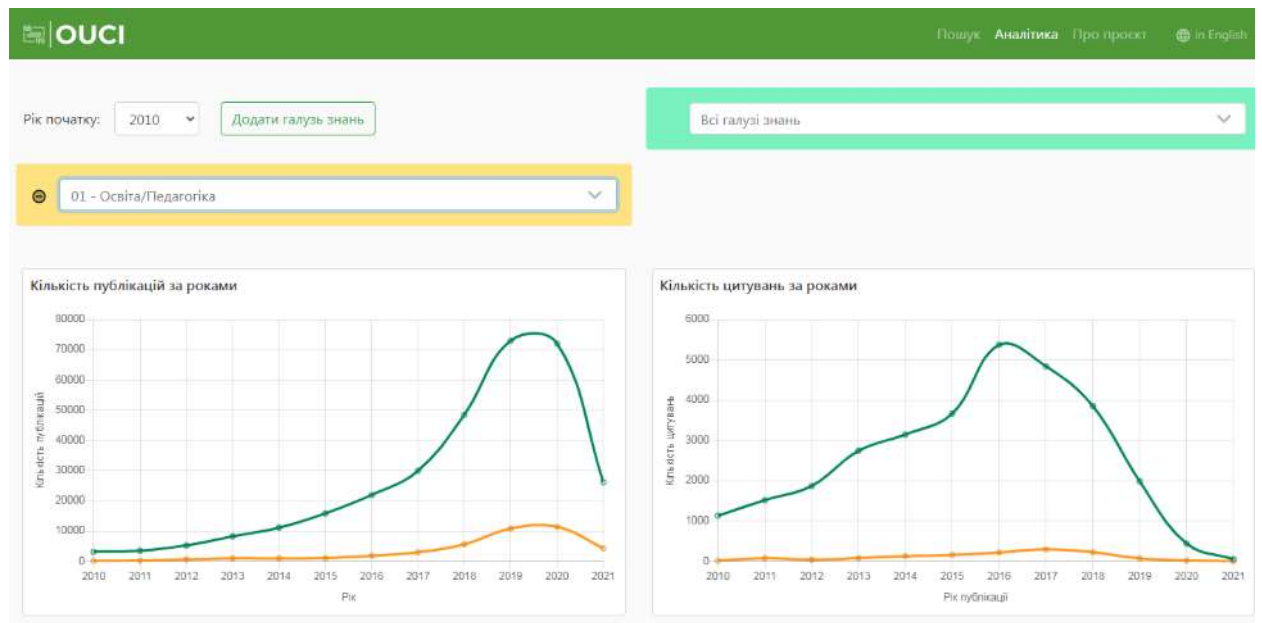 OUCI
Пошук Аналітика Про проєкт in English
Рік початку: 2010 Додати галузь знань
Всі галузі знань
01 - Освіта/Педагогіка
Кількість публікацій за роками
80000
70000
60000
50000
40000
30000
20000
10000
0
Кількість публікацій
2010 2011 2012 2013 2014 2015 2016 2017 2018 2019 2020 2021
Рік
Кількість цитувань за роками
6000
5000
4000
3000
2000
1000
0
Кількість цитувань
2010 2011 2012 2013 2014 2015 2016 2017 2018 2019 2020 2021
Рік публікації